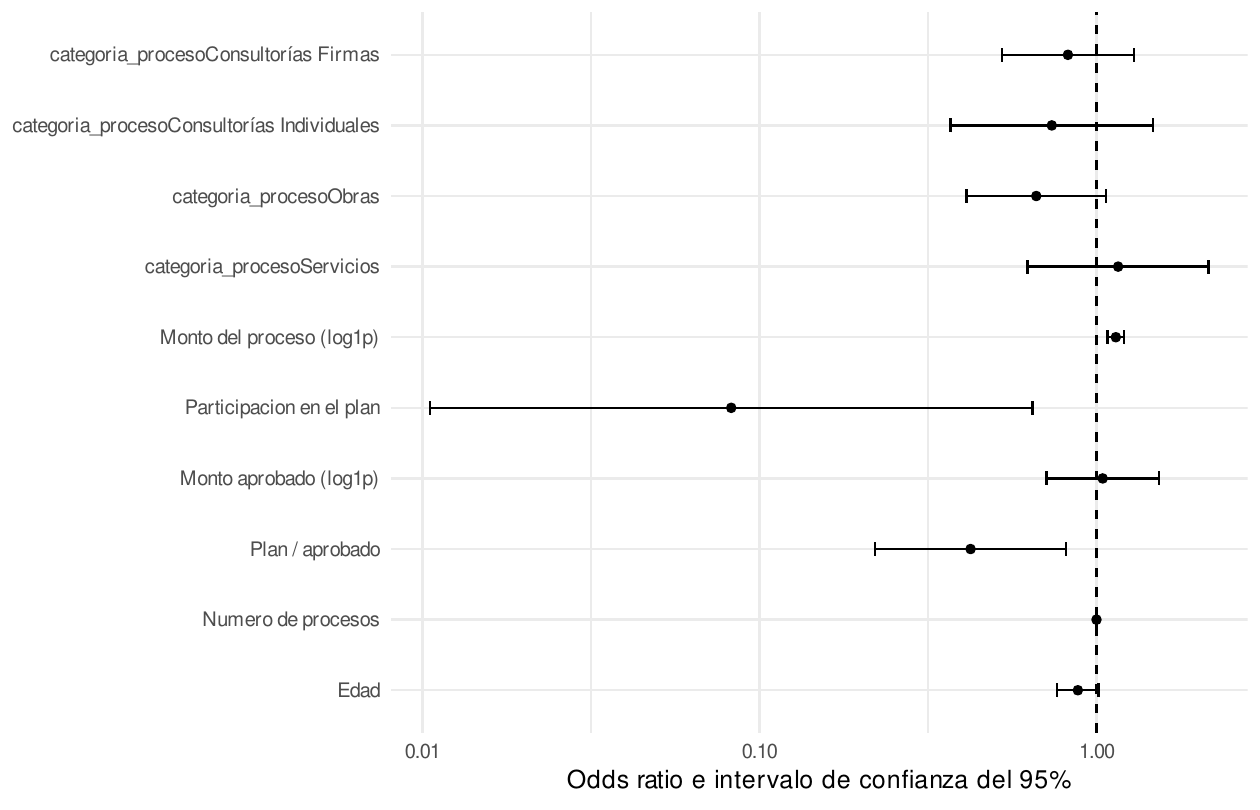 categoria_procesoConsultorías Firmas
categoria_procesoConsultorías Individuales
categoria_procesoObras
categoria_procesoServicios
Monto del proceso (log1p)
Participacion en el plan
Monto aprobado (log1p)
Plan / aprobado
Numero de procesos
Edad
0.01 0.10 1.00
Odds ratio e intervalo de confianza del 95%